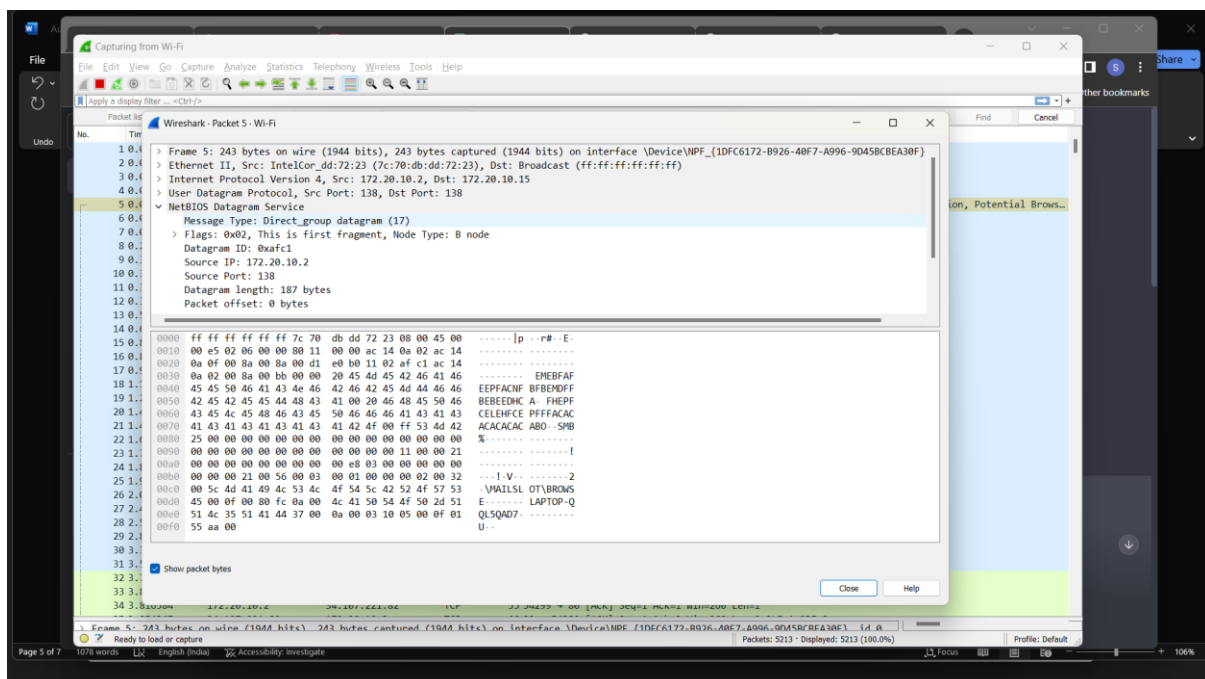 File
Share
Undo
Other bookmarks
S
Capturing from Wi-Fi
File Edit View Go Capture Analyze Statistics Telephony Wireless Tools Help
Apply a display filter ... <Ctrl-/>
Find Cancel
No.
Wireshark · Packet 5 · Wi-Fi
> Frame 5: 243 bytes on wire (1944 bits), 243 bytes captured (1944 bits) on interface \Device\NPF_{1DFC6172-B926-40F7-A996-9D45BCBEA30F}
> Ethernet II, Src: IntelCor_dd:72:23 (7c:70:db:dd:72:23), Dst: Broadcast (ff:ff:ff:ff:ff:ff)
> Internet Protocol Version 4, Src: 172.20.10.2, Dst: 172.20.10.15
> User Datagram Protocol, Src Port: 138, Dst Port: 138
NetBIOS Datagram Service
Message Type: Direct_group datagram (17)
> Flags: 0x02, This is first fragment, Node Type: B node
Datagram ID: 0xafc1
Source IP: 172.20.10.2
Source Port: 138
Datagram length: 187 bytes
Packet offset: 0 bytes
0000 ff ff ff ff ff ff 7c 70 db dd 72 23 08 00 45 00 ······|p ··r#··E·
0010 00 e5 02 06 00 00 80 11 00 00 ac 14 0a 02 ac 14 ········ ········
0020 0a 0f 00 8a 00 8a 00 d1 e0 b0 11 02 af c1 ac 14 ········ ········
0030 0a 02 00 8a 00 bb 00 00 20 45 4d 45 42 46 41 46 ········ EMEBFAF
0040 45 45 50 46 41 43 4e 46 42 46 42 45 4d 44 46 46 EEPFACNF BFBEMDFF
0050 42 45 42 45 45 44 48 43 41 00 20 46 48 45 50 46 BEBEEDHC A· FHEPF
0060 43 45 4c 45 48 46 43 45 50 46 46 46 41 43 41 43 CELEHFCE PFFFACAC
0070 41 43 41 43 41 43 41 43 41 42 4f 00 ff 53 4d 42 ACACACAC ABO··SMB
0080 25 00 00 00 00 00 00 00 00 00 00 00 00 00 00 00 %······· ········
0090 00 00 00 00 00 00 00 00 00 00 00 00 11 00 00 21 ········ ·······!
00a0 00 00 00 00 00 00 00 00 00 e8 03 00 00 00 00 00 ········ ········
00b0 00 00 00 21 00 56 00 03 00 01 00 00 00 02 00 32 ···!·V·· ·······2
00c0 00 5c 4d 41 49 4c 53 4c 4f 54 5c 42 52 4f 57 53 ·\MAILSL OT\BROWS
00d0 45 00 0f 00 80 fc 0a 00 4c 41 50 54 4f 50 2d 51 E······· LAPTOP-Q
00e0 51 4c 35 51 41 44 37 00 0a 00 03 10 05 00 0f 01 QL5QAD7· ········
00f0 55 aa 00 U··
Show packet bytes
Close Help
Ready to load or capture
Packets: 5213 · Displayed: 5213 (100.0%)
Profile: Default
Page 5 of 7 1078 words English (India) Accessibility: Investigate
Focus 106%